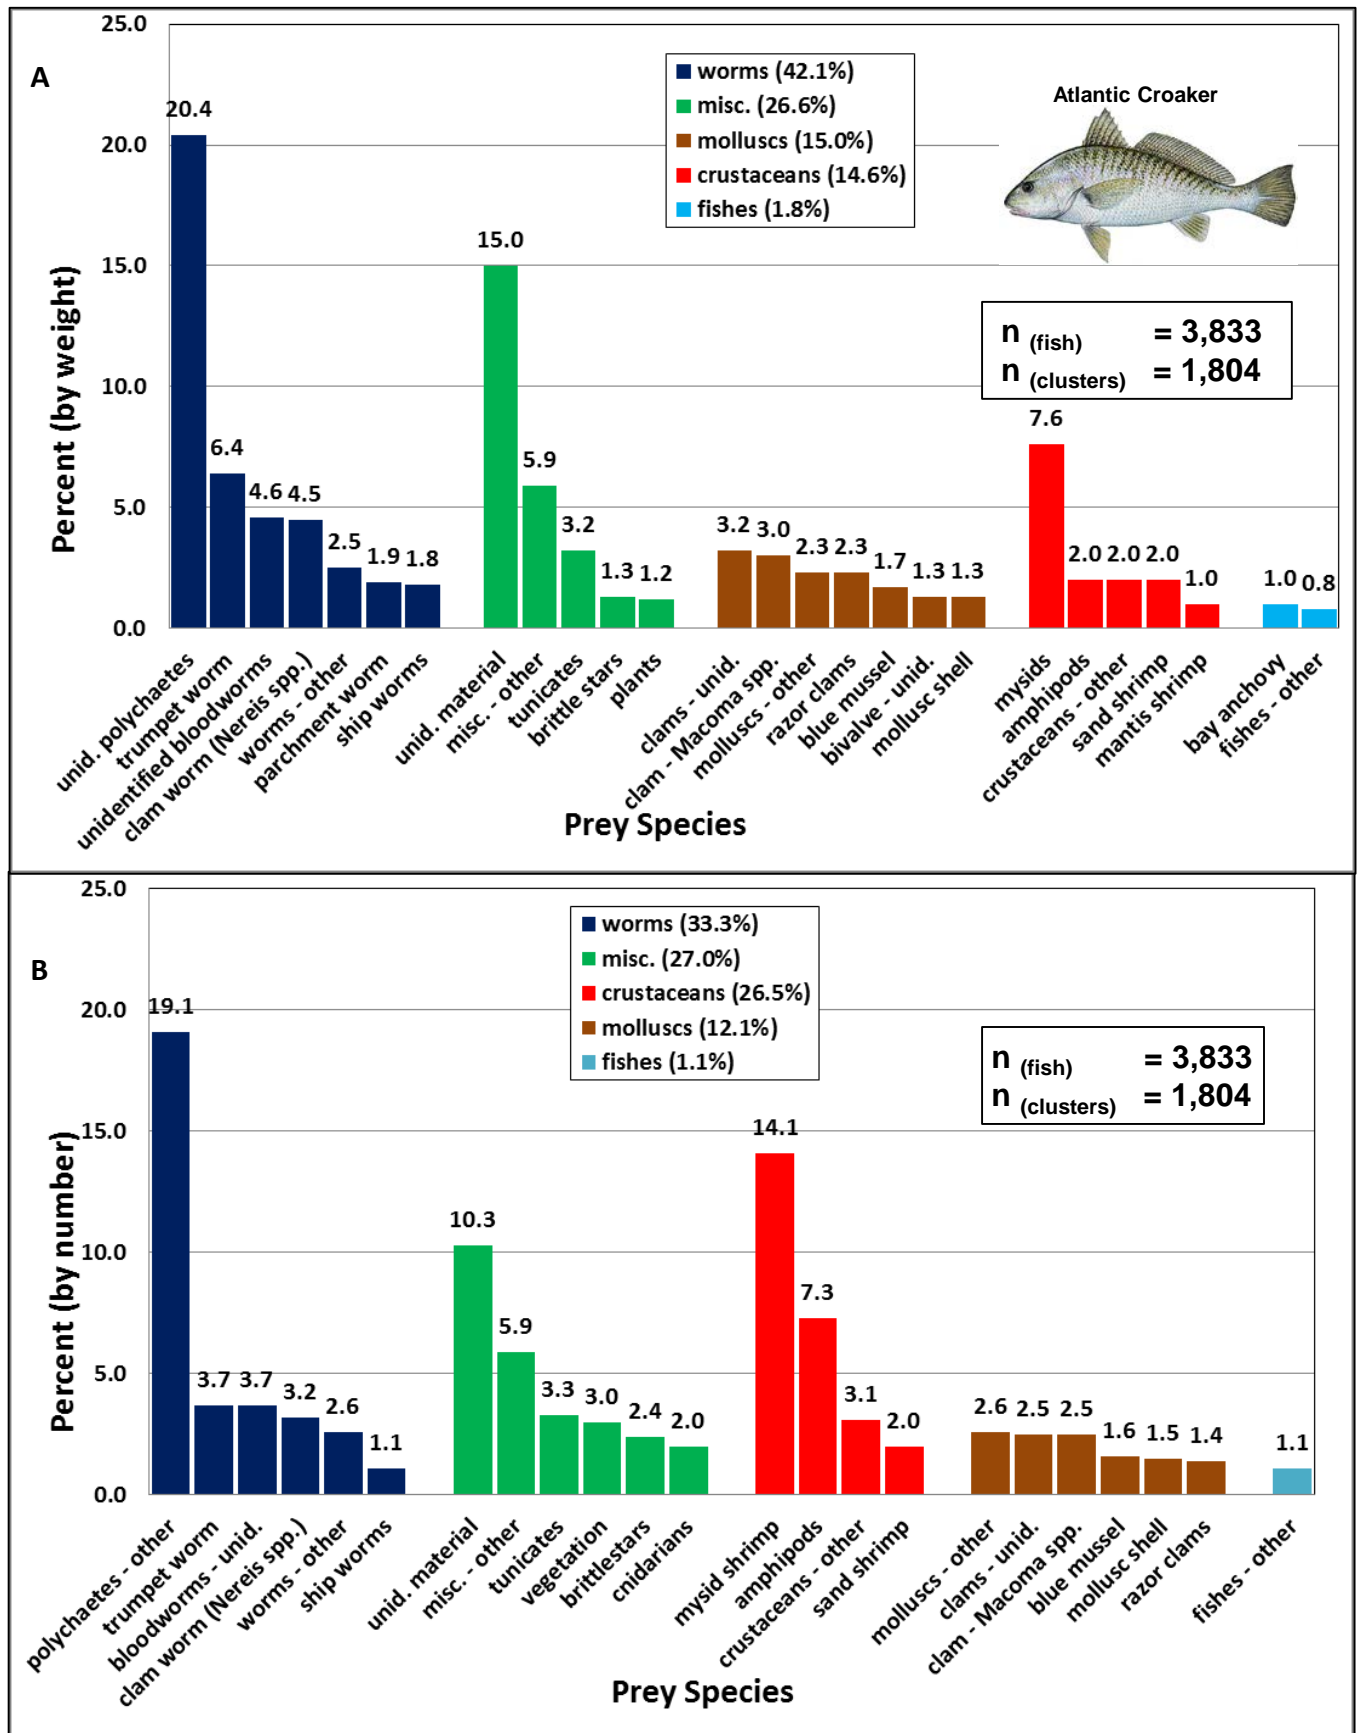 A
25.0
20.0
15.0
10.0
5.0
0.0
Percent (by weight)
worms (42.1%)
misc. (26.6%)
molluscs (15.0%)
crustaceans (14.6%)
fishes (1.8%)
Atlantic Croaker
n (fish) = 3,833
n (clusters) = 1,804
20.4
6.4
4.6
4.5
2.5
1.9
1.8
15.0
5.9
3.2
1.3
1.2
3.2
3.0
2.3
2.3
1.7
1.3
1.3
7.6
2.0
2.0
2.0
1.0
1.0
0.8
unid. polychaetes
trumpet worm
unidentified bloodworms
clam worm (Nereis spp.)
worms - other
parchment worm
ship worms
unid. material
misc. - other
tunicates
brittle stars
plants
clams - unid.
clam - Macoma spp.
molluscs - other
razor clams
blue mussel
bivalve - unid.
mollusc shell
mysids
amphipods
crustaceans - other
sand shrimp
mantis shrimp
bay anchovy
fishes - other
Prey Species
B
25.0
20.0
15.0
10.0
5.0
0.0
Percent (by number)
worms (33.3%)
misc. (27.0%)
crustaceans (26.5%)
molluscs (12.1%)
fishes (1.1%)
n (fish) = 3,833
n (clusters) = 1,804
19.1
3.7
3.7
3.2
2.6
1.1
10.3
5.9
3.3
3.0
2.4
2.0
14.1
7.3
3.1
2.0
2.6
2.5
2.5
1.6
1.5
1.4
1.1
polychaetes - other
trumpet worm
bloodworms - unid.
clam worm (Nereis spp.)
worms - other
ship worms
unid. material
misc. - other
tunicates
vegetation
brittlestars
cnidarians
mysid shrimp
amphipods
crustaceans - other
sand shrimp
molluscs - other
clams - unid.
clam - Macoma spp.
blue mussel
mollusc shell
razor clams
fishes - other
Prey Species